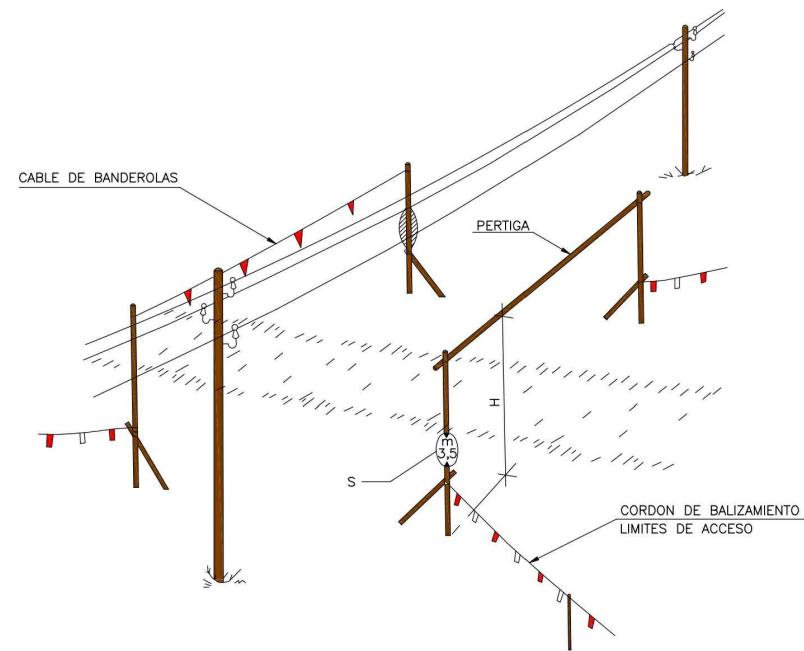 CABLE DE BANDEROLAS
PERTIGA
H
m
3,5
S
CORDON DE BALIZAMIENTO
LIMITES DE ACCESO